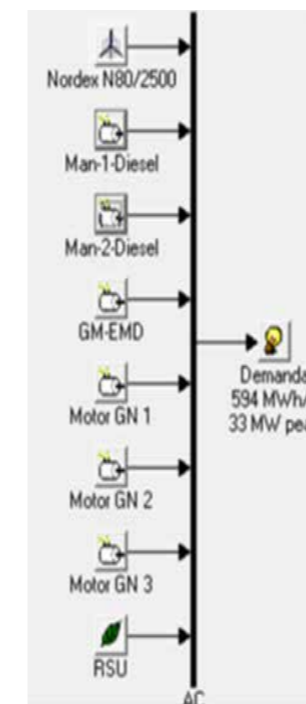 Nordex N80/2500
Man-1-Diesel
Man-2-Diesel
GM-EMD
Motor GN 1
Motor GN 2
Motor GN 3
RSU
Demanda
594 MWh/
33 MW pea
AC